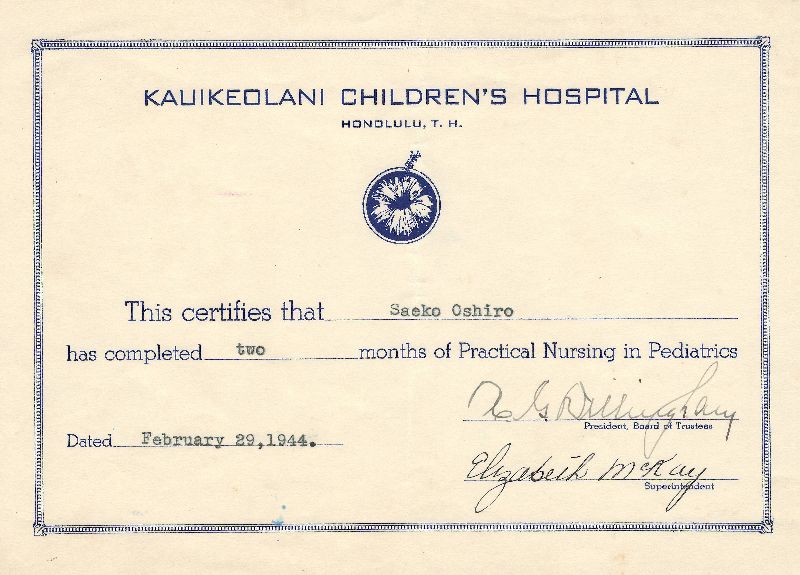 KAUIKEOLANI CHILDREN'S HOSPITAL
HONOLULU, T. H.
This certifies that Saeko Oshiro
has completed two months of Practical Nursing in Pediatrics
Dillingham
President, Board of Trustees
Dated February 29, 1944.
Elizabeth McKay
Superintendent